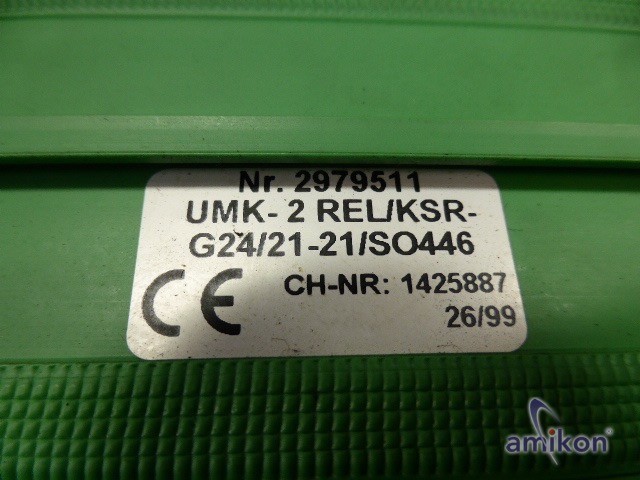 Nr. 2979511
UMK- 2 REL/KSR-
G24/21-21/SO446
CE CH-NR: 1425887
26/99
amikon